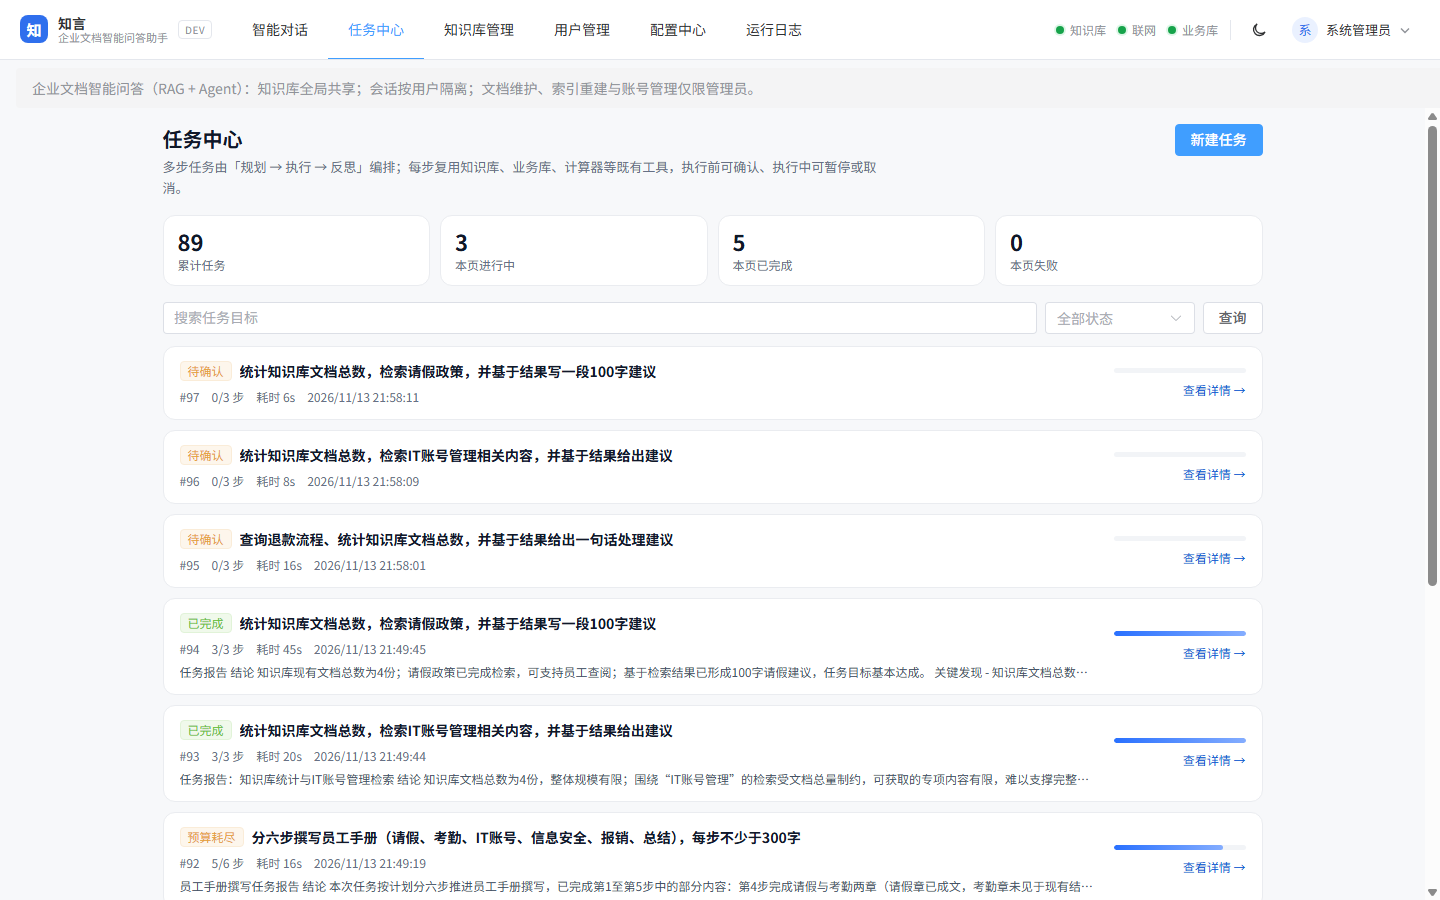 知
知言
企业文档智能问答助手
DEV
智能对话
任务中心
知识库管理
用户管理
配置中心
运行日志
知识库
联网
业务库
系
系统管理员
企业文档智能问答（RAG + Agent）：知识库全局共享；会话按用户隔离；文档维护、索引重建与账号管理仅限管理员。
任务中心
新建任务
多步任务由「规划 → 执行 → 反思」编排；每步复用知识库、业务库、计算器等既有工具，执行前可确认、执行中可暂停或取
消。
89
累计任务
3
本页进行中
5
本页已完成
0
本页失败
搜索任务目标
全部状态
查询
待确认 统计知识库文档总数，检索请假政策，并基于结果写一段100字建议
#97 0/3 步 耗时 6s 2026/11/13 21:58:11
查看详情 →
待确认 统计知识库文档总数，检索IT账号管理相关内容，并基于结果给出建议
#96 0/3 步 耗时 8s 2026/11/13 21:58:09
查看详情 →
待确认 查询退款流程、统计知识库文档总数，并基于结果给出一句话处理建议
#95 0/3 步 耗时 16s 2026/11/13 21:58:01
查看详情 →
已完成 统计知识库文档总数，检索请假政策，并基于结果写一段100字建议
#94 3/3 步 耗时 45s 2026/11/13 21:49:45
查看详情 →
任务报告 结论 知识库现有文档总数为4份；请假政策已完成检索，可支持员工查阅；基于检索结果已形成100字请假建议，任务目标基本达成。 关键发现 - 知识库文档总数…
已完成 统计知识库文档总数，检索IT账号管理相关内容，并基于结果给出建议
#93 3/3 步 耗时 20s 2026/11/13 21:49:44
查看详情 →
任务报告：知识库统计与IT账号管理检索 结论 知识库文档总数为4份，整体规模有限；围绕“IT账号管理”的检索受文档总量制约，可获取的专项内容有限，难以支撑完整…
预算耗尽 分六步撰写员工手册（请假、考勤、IT账号、信息安全、报销、总结），每步不少于300字
#92 5/6 步 耗时 16s 2026/11/13 21:49:19
查看详情 →
员工手册撰写任务报告 结论 本次任务按计划分六步推进员工手册撰写，已完成第1至第5步中的部分内容：第4步完成请假与考勤两章（请假章已成文，考勤章未见于现有结…